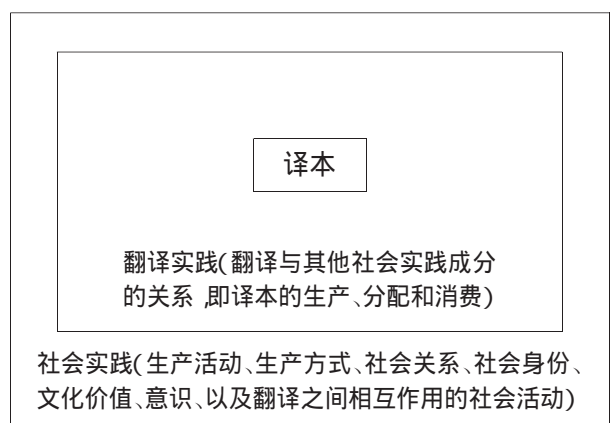 译本
翻译实践(翻译与其他社会实践成分
的关系,即译本的生产、分配和消费)
社会实践(生产活动、生产方式、社会关系、社会身份、
文化价值、意识、以及翻译之间相互作用的社会活动)